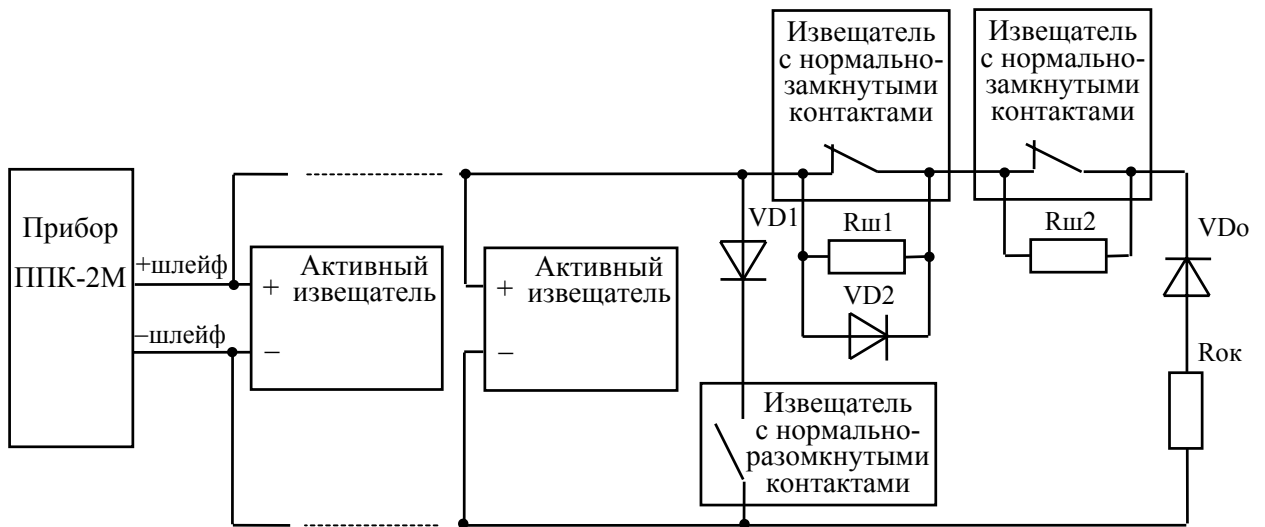 Извещатель
с нормально-
замкнутыми
контактами
Извещатель
с нормально-
замкнутыми
контактами
Прибор
ППК-2М
+шлейф
–шлейф
+
–
Активный
извещатель
+
–
Активный
извещатель
VD1
Rш1
VD2
Rш2
VDо
Rок
Извещатель
с нормально-
разомкнутыми
контактами